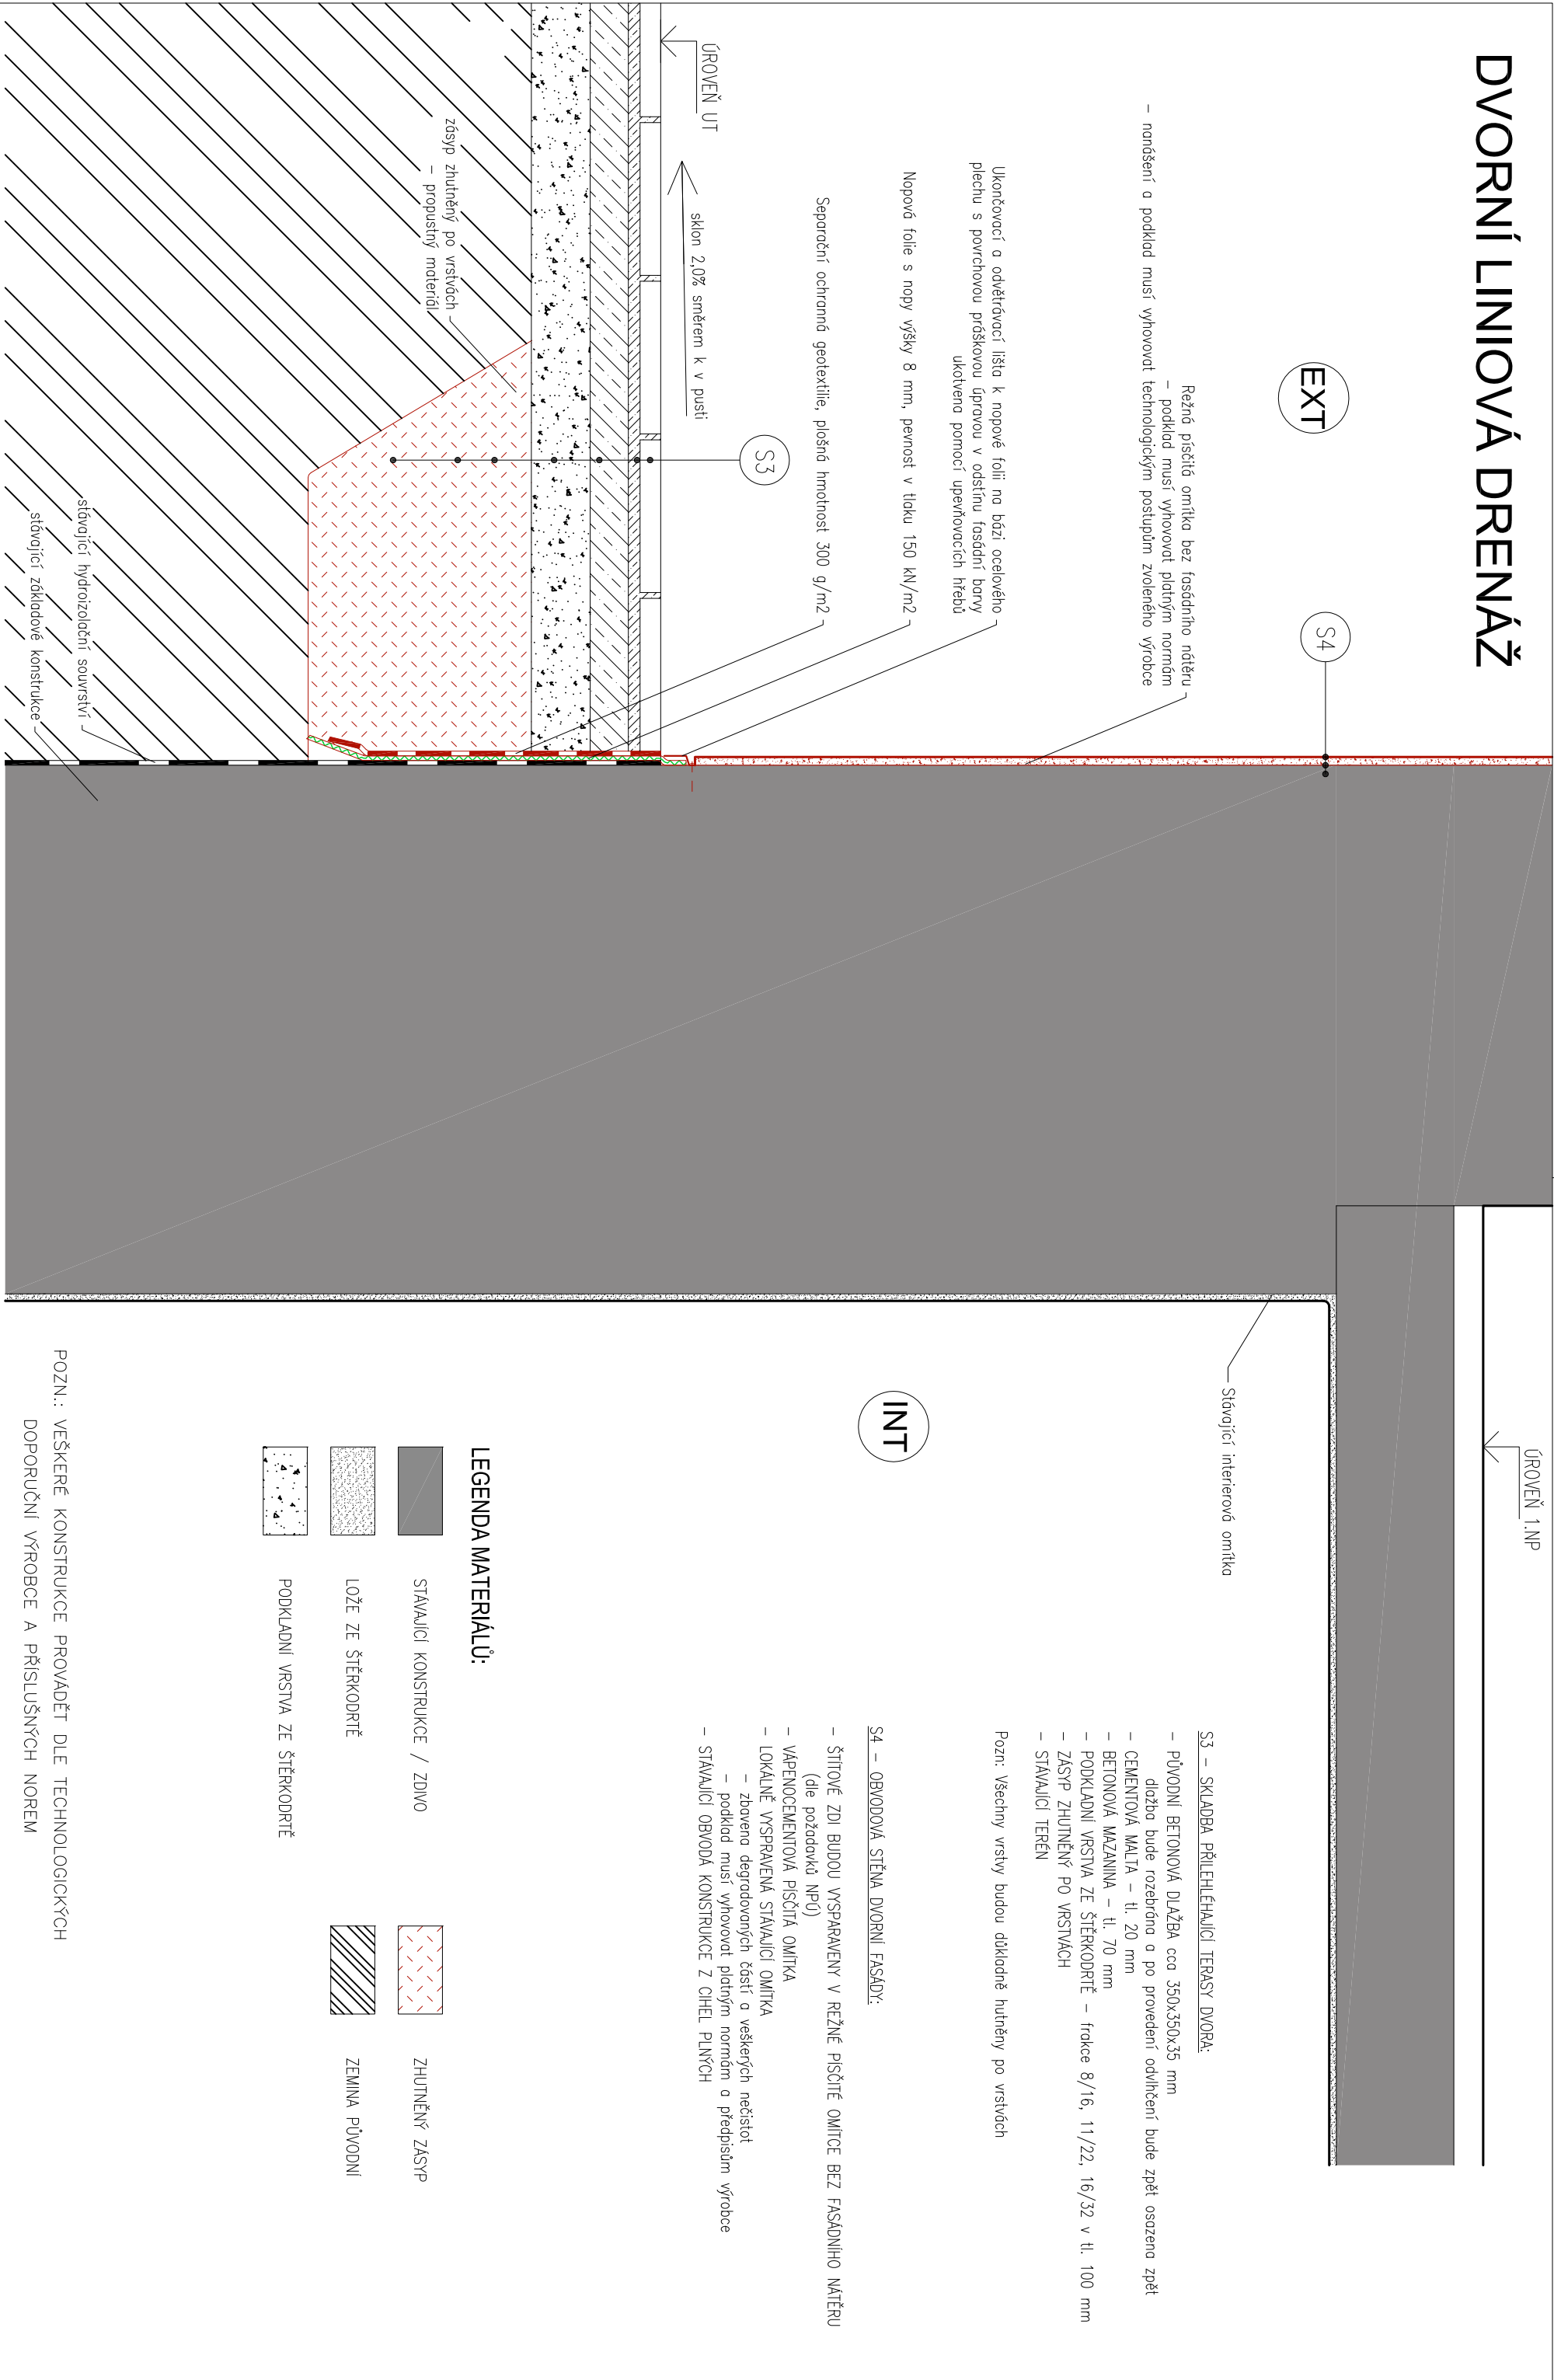 DVORNÍ LINIOVÁ DRENÁŽ
EXT
S4
Režná písčitá omítka bez fasádního nátěru
– podklad musí vyhovovat platným normám
– nanášení a podklad musí vyhovovat technologickým postupům zvoleného výrobce
Ukončovací a odvětrávací lišta k nopové folii na bázi ocelového
plechu s povrchovou práškovou úpravou v odstínu fasádní barvy
ukotvena pomocí upevňovacích hřebů
Nopová folie s nopy výšky 8 mm, pevnost v tlaku 150 kN/m2
Separační ochranná geotextilie, plošná hmotnost 300 g/m2
S3
ÚROVEŇ UT
sklon 2,0% směrem k v pusti
zásyp zhutněný po vrstvách
– propustný materiál
stávající hydroizolační souvrství
stávající základové konstrukce
ÚROVEŇ 1.NP
Stávající interierová omítka
INT
S3 – SKLADBA PŘILEHLÉHAJÍCÍ TERASY DVORA:
– PŮVODNÍ BETONOVÁ DLAŽBA cca 350x350x35 mm
dlažba bude rozebrána a po provedení odvlhčení bude zpět osazena zpět
– CEMENTOVÁ MALTA – tl. 20 mm
– BETONOVÁ MAZANINA – tl. 70 mm
– PODKLADNÍ VRSTVA ZE ŠTĚRKODRTĚ – frakce 8/16, 11/22, 16/32 v tl. 100 mm
– ZÁSYP ZHUTNĚNÝ PO VRSTVÁCH
– STÁVAJÍCÍ TERÉN
Pozn: Všechny vrstvy budou důkladně hutněny po vrstvách
S4 – OBVODOVÁ STĚNA DVORNÍ FASÁDY:
– ŠTÍTOVÉ ZDI BUDOU VYSPARAVENY V REŽNÉ PÍSČITÉ OMÍTCE BEZ FASÁDNÍHO NÁTĚRU
(dle požadavků NPÚ)
– VÁPENOCEMENTOVÁ PÍSČITÁ OMÍTKA
– LOKÁLNĚ VYSPRAVENÁ STÁVAJÍCÍ OMÍTKA
– zbavena degradovaných částí a veškerých nečistot
– podklad musí vyhovovat platným normám a předpisům výrobce
– STÁVAJÍCÍ OBVODÁ KONSTRUKCE Z CIHEL PLNÝCH
LEGENDA MATERIÁLŮ:
STÁVAJÍCÍ KONSTRUKCE / ZDIVO
ZHUTNĚNÝ ZÁSYP
LOŽE ZE ŠTĚRKODRTĚ
ZEMINA PŮVODNÍ
PODKLADNÍ VRSTVA ZE ŠTĚRKODRTĚ
POZN.: VEŠKERÉ KONSTRUKCE PROVÁDĚT DLE TECHNOLOGICKÝCH
DOPORUČNÍ VÝROBCE A PŘÍSLUŠNÝCH NOREM